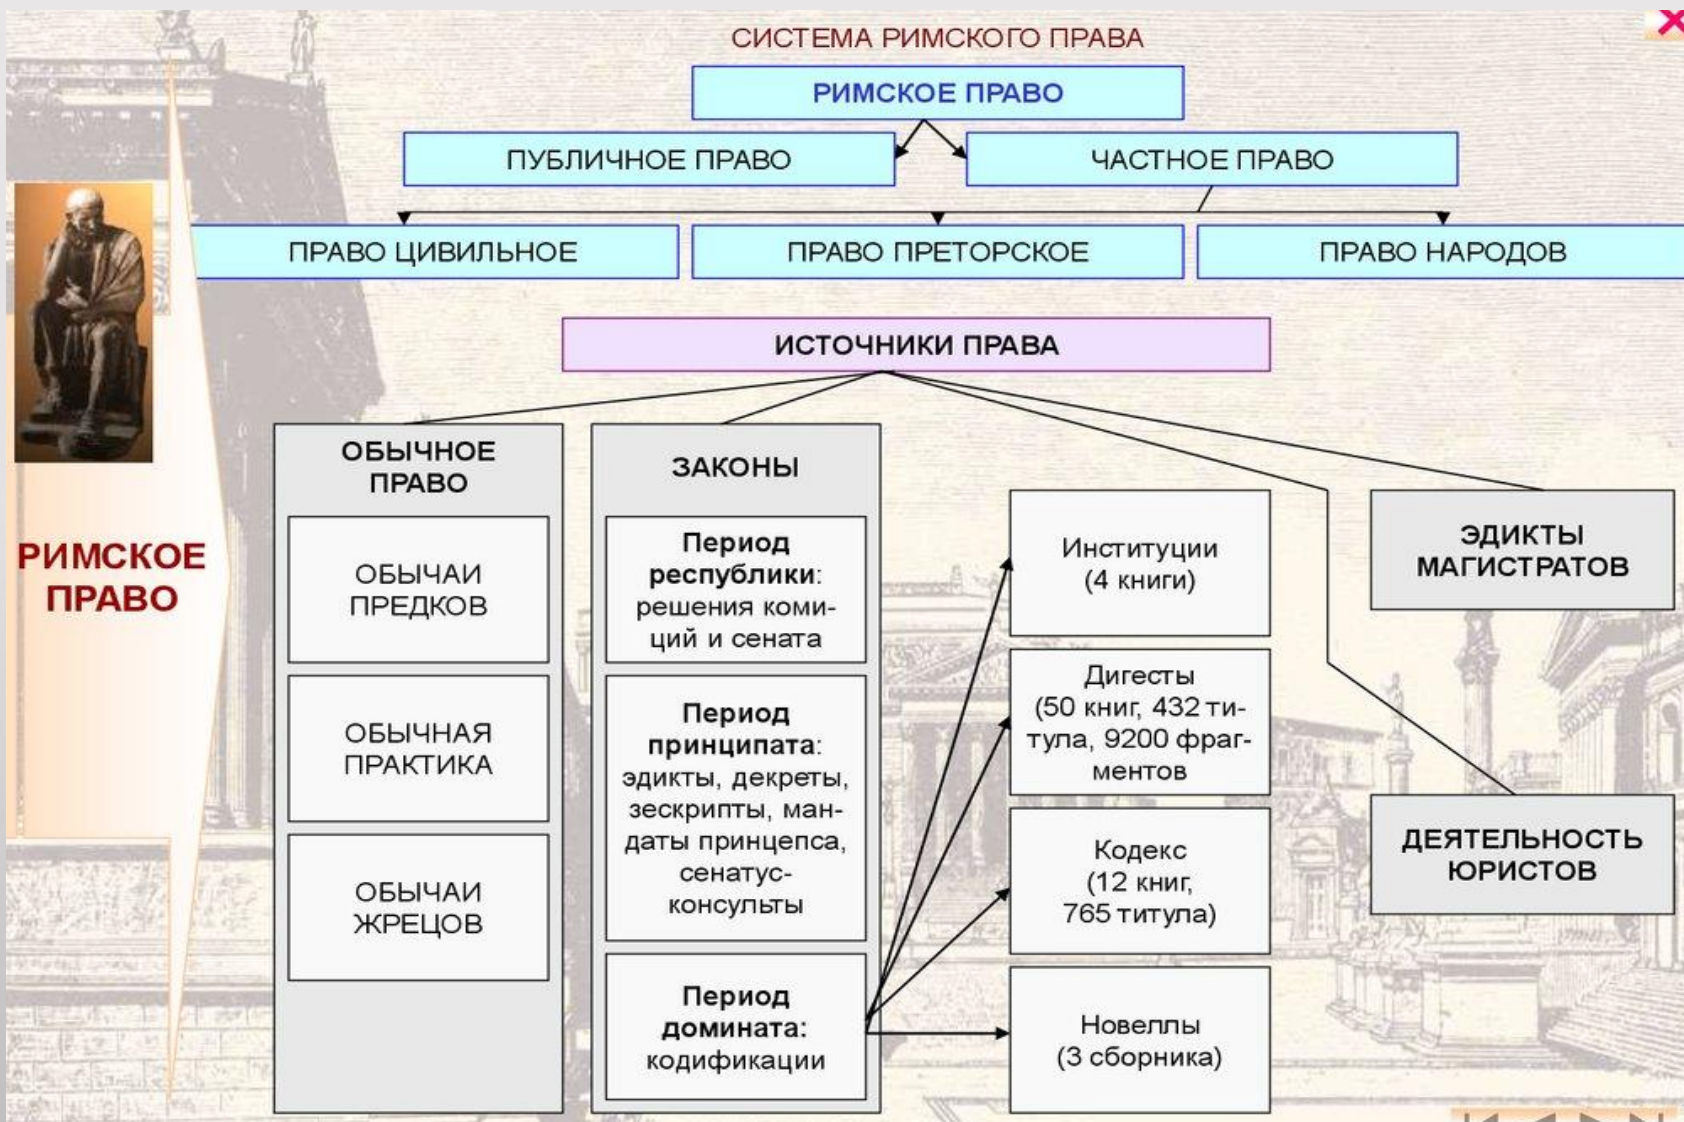 СИСТЕМА РИМСКОГО ПРАВА
РИМСКОЕ ПРАВО
ПУБЛИЧНОЕ ПРАВО
ЧАСТНОЕ ПРАВО
ПРАВО ЦИВИЛЬНОЕ
ПРАВО ПРЕТОРСКОЕ
ПРАВО НАРОДОВ
ИСТОЧНИКИ ПРАВА
РИМСКОЕ
ПРАВО
ОБЫЧНОЕ
ПРАВО
ОБЫЧАИ
ПРЕДКОВ
ОБЫЧНАЯ
ПРАКТИКА
ОБЫЧАИ
ЖРЕЦОВ
ЗАКОНЫ
Период
республики:
решения коми-
ций и сената
Период
принципата:
эдикты, декреты,
зескрипты, ман-
даты принцепса,
сенатус-
консульты
Период
домината:
кодификации
Институции
(4 книги)
Дигесты
(50 книг, 432 ти-
тула, 9200 фраг-
ментов
Кодекс
(12 книг,
765 титула)
Новеллы
(3 сборника)
ЭДИКТЫ
МАГИСТРАТОВ
ДЕЯТЕЛЬНОСТЬ
ЮРИСТОВ